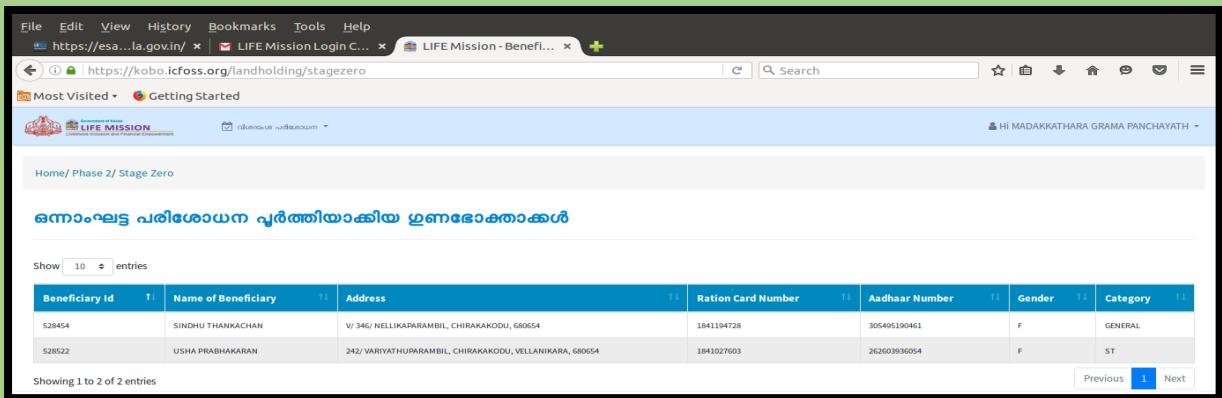 File Edit View History Bookmarks Tools Help
https://esa...la.gov.in/ × LIFE Mission Login C... × LIFE Mission - Benefi... ×
https://kobo.icfoss.org/landholding/stagezero Search
Most Visited Getting Started
LIFE MISSION വിശദാംശ പരിശോധന Hi MADAKKATHARA GRAMA PANCHAYATH
Home/ Phase 2/ Stage Zero
ഒന്നാംഘട്ട പരിശോധന പൂർത്തിയാക്കിയ ഗുണഭോക്താക്കൾ
Show 10 entries
Beneficiary Id Name of Beneficiary Address Ration Card Number Aadhaar Number Gender Category
528454 SINDHU THANKACHAN V/ 346/ NELLIKAPARAMBIL, CHIRAKAKODU, 680654 1841194728 305495190461 F GENERAL
528522 USHA PRABHAKARAN 242/ VARIYATHUPARAMBIL, CHIRAKAKODU, VELLANIKARA, 680654 1841027603 262603936054 F ST
Showing 1 to 2 of 2 entries Previous 1 Next